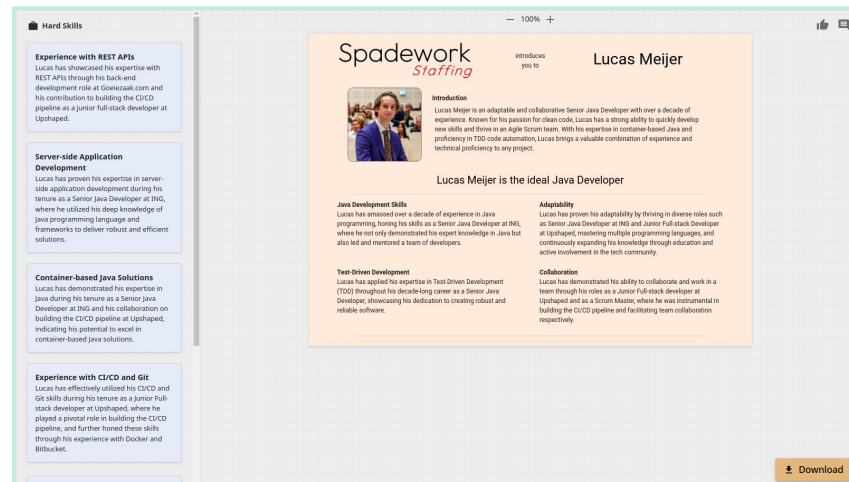 Hard Skills
Experience with REST APIs
Lucas has showcased his expertise with
REST APIs through his back-end
development role at Goeiezaak.com and
his contribution to building the CI/CD
pipeline as a junior full-stack developer at
Upshaped.
Server-side Application
Development
Lucas has proven his expertise in server-
side application development during his
tenure as a Senior Java Developer at ING,
where he utilized his deep knowledge of
Java programming language and
frameworks to deliver robust and efficient
solutions.
Container-based Java Solutions
Lucas has demonstrated his expertise in
Java during his tenure as a Senior Java
Developer at ING and his collaboration on
building the CI/CD pipeline at Upshaped,
indicating his potential to excel in
container-based Java solutions.
Experience with CI/CD and Git
Lucas has effectively utilized his CI/CD and
Git skills during his tenure as a Junior Full-
stack developer at Upshaped, where he
played a pivotal role in building the CI/CD
pipeline, and further honed these skills
through his experience with Docker and
Bitbucket.
— 100% +
Spadework
Staffing
introduces
you to
Lucas Meijer
Introduction
Lucas Meijer is an adaptable and collaborative Senior Java Developer with over a decade of
experience. Known for his passion for clean code, Lucas has a strong ability to quickly develop
new skills and thrive in an Agile Scrum team. With his expertise in container-based Java and
proficiency in TDD code automation, Lucas brings a valuable combination of experience and
technical proficiency to any project.
Lucas Meijer is the ideal Java Developer
Java Development Skills
Lucas has amassed over a decade of experience in Java
programming, honing his skills as a Senior Java Developer at ING,
where he not only demonstrated his expert knowledge in Java but
also led and mentored a team of developers.
Adaptability
Lucas has proven his adaptability by thriving in diverse roles such
as Senior Java Developer at ING and Junior Full-stack Developer
at Upshaped, mastering multiple programming languages, and
continuously expanding his knowledge through education and
active involvement in the tech community.
Test-Driven Development
Lucas has applied his expertise in Test-Driven Development
(TDD) throughout his decade-long career as a Senior Java
Developer, showcasing his dedication to creating robust and
reliable software.
Collaboration
Lucas has demonstrated his ability to collaborate and work in a
team through his roles as a Junior Full-stack developer at
Upshaped and as a Scrum Master, where he was instrumental in
building the CI/CD pipeline and facilitating team collaboration
respectively.
Download